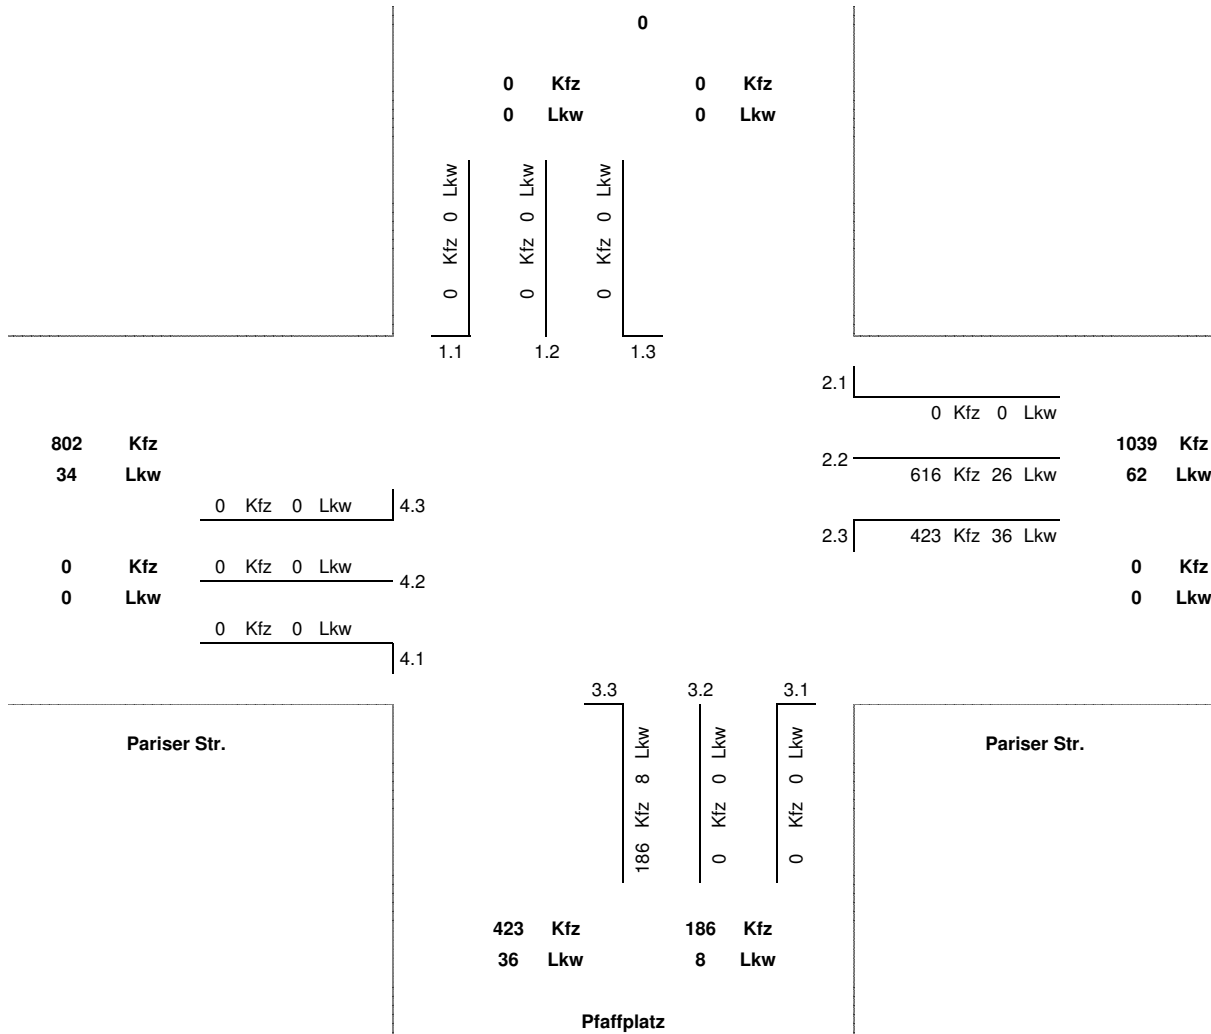 0
0 Kfz 0 Kfz
0 Lkw 0 Lkw
0 Kfz 0 Lkw
0 Kfz 0 Lkw
0 Kfz 0 Lkw
1.1 1.2 1.3
2.1
0 Kfz 0 Lkw
802 Kfz
34 Lkw
2.2
616 Kfz 26 Lkw
1039 Kfz
62 Lkw
0 Kfz 0 Lkw 4.3
2.3
423 Kfz 36 Lkw
0 Kfz
0 Lkw
0 Kfz 0 Lkw
4.2
0 Kfz
0 Lkw
0 Kfz 0 Lkw
4.1
3.3 3.2 3.1
Pariser Str. Pariser Str.
186 Kfz 8 Lkw
0 Kfz 0 Lkw
0 Kfz 0 Lkw
423 Kfz 186 Kfz
36 Lkw 8 Lkw
Pfaffplatz